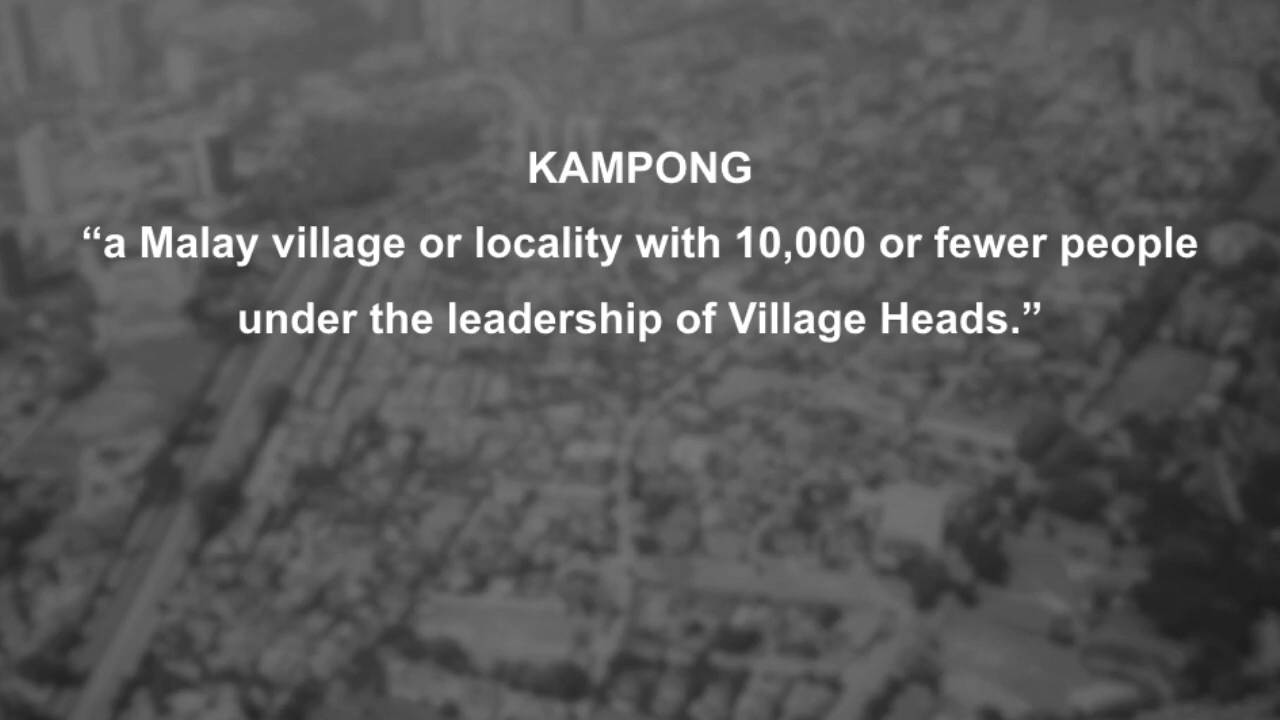 KAMPONG
“a Malay village or locality with 10,000 or fewer people
under the leadership of Village Heads.”